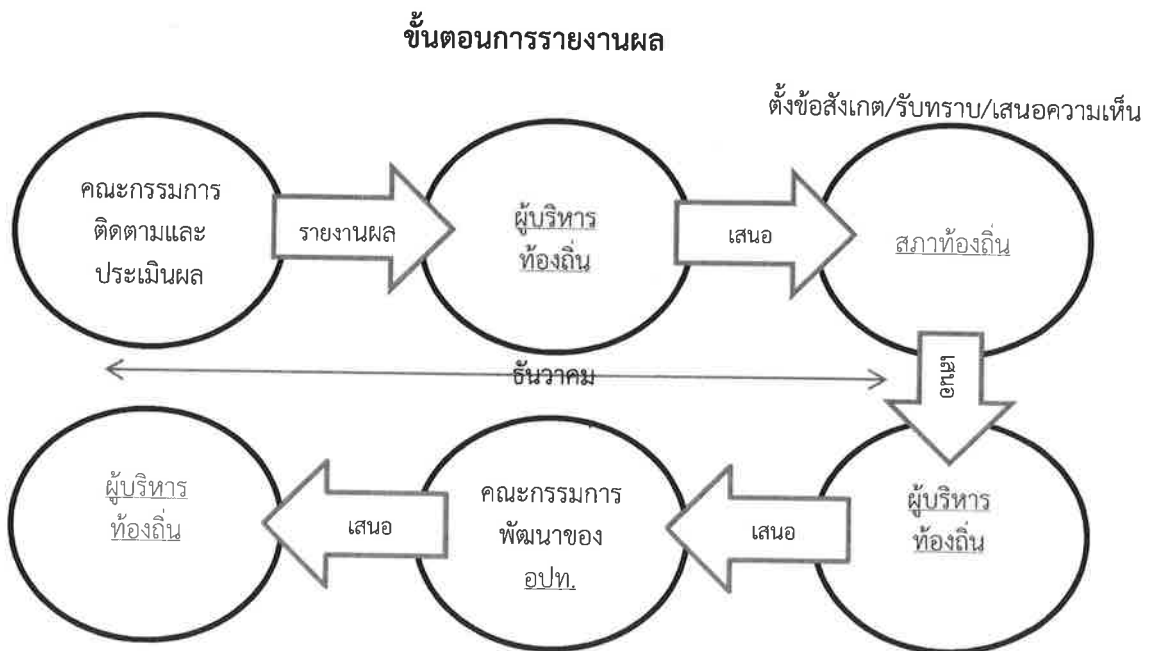 ขั้นตอนการรายงานผล
ตั้งข้อสังเกต/รับทราบ/เสนอความเห็น
คณะกรรมการ
ติดตามและ
ประเมินผล
รายงานผล
ผู้บริหาร
ท้องถิ่น
เสนอ
สภาท้องถิ่น
เสนอ
ธันวาคม
ผู้บริหาร
ท้องถิ่น
เสนอ
คณะกรรมการ
พัฒนาของ
อปท.
เสนอ
ผู้บริหาร
ท้องถิ่น